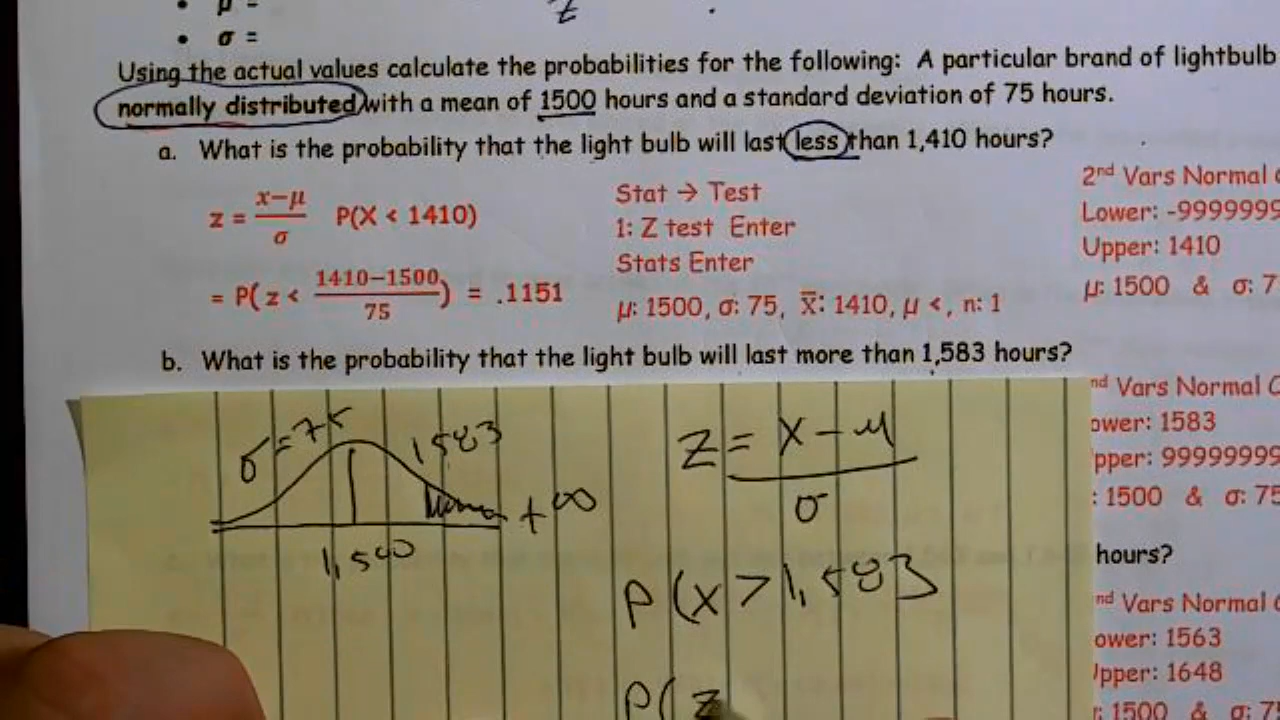 • μ =
• σ =
z
Using the actual values calculate the probabilities for the following: A particular brand of lightbulb
normally distributed with a mean of 1500 hours and a standard deviation of 75 hours.
a. What is the probability that the light bulb will last less than 1,410 hours?
z = x−μ / σ P(X < 1410)
= P( z < 1410−1500 / 75 ) = .1151
Stat → Test
1: Z test Enter
Stats Enter
μ: 1500, σ: 75, x̅: 1410, μ <, n: 1
2nd Vars Normal
Lower: -9999999
Upper: 1410
μ: 1500 & σ: 7
b. What is the probability that the light bulb will last more than 1,583 hours?
σ = 75
1,583
+ ∞
1,500
z = x − μ / σ
P(x > 1,583
P(z
nd Vars Normal C
ower: 1583
pper: 99999999
: 1500 & σ: 75
hours?
nd Vars Normal
ower: 1563
Upper: 1648
: 1500 & σ: 7